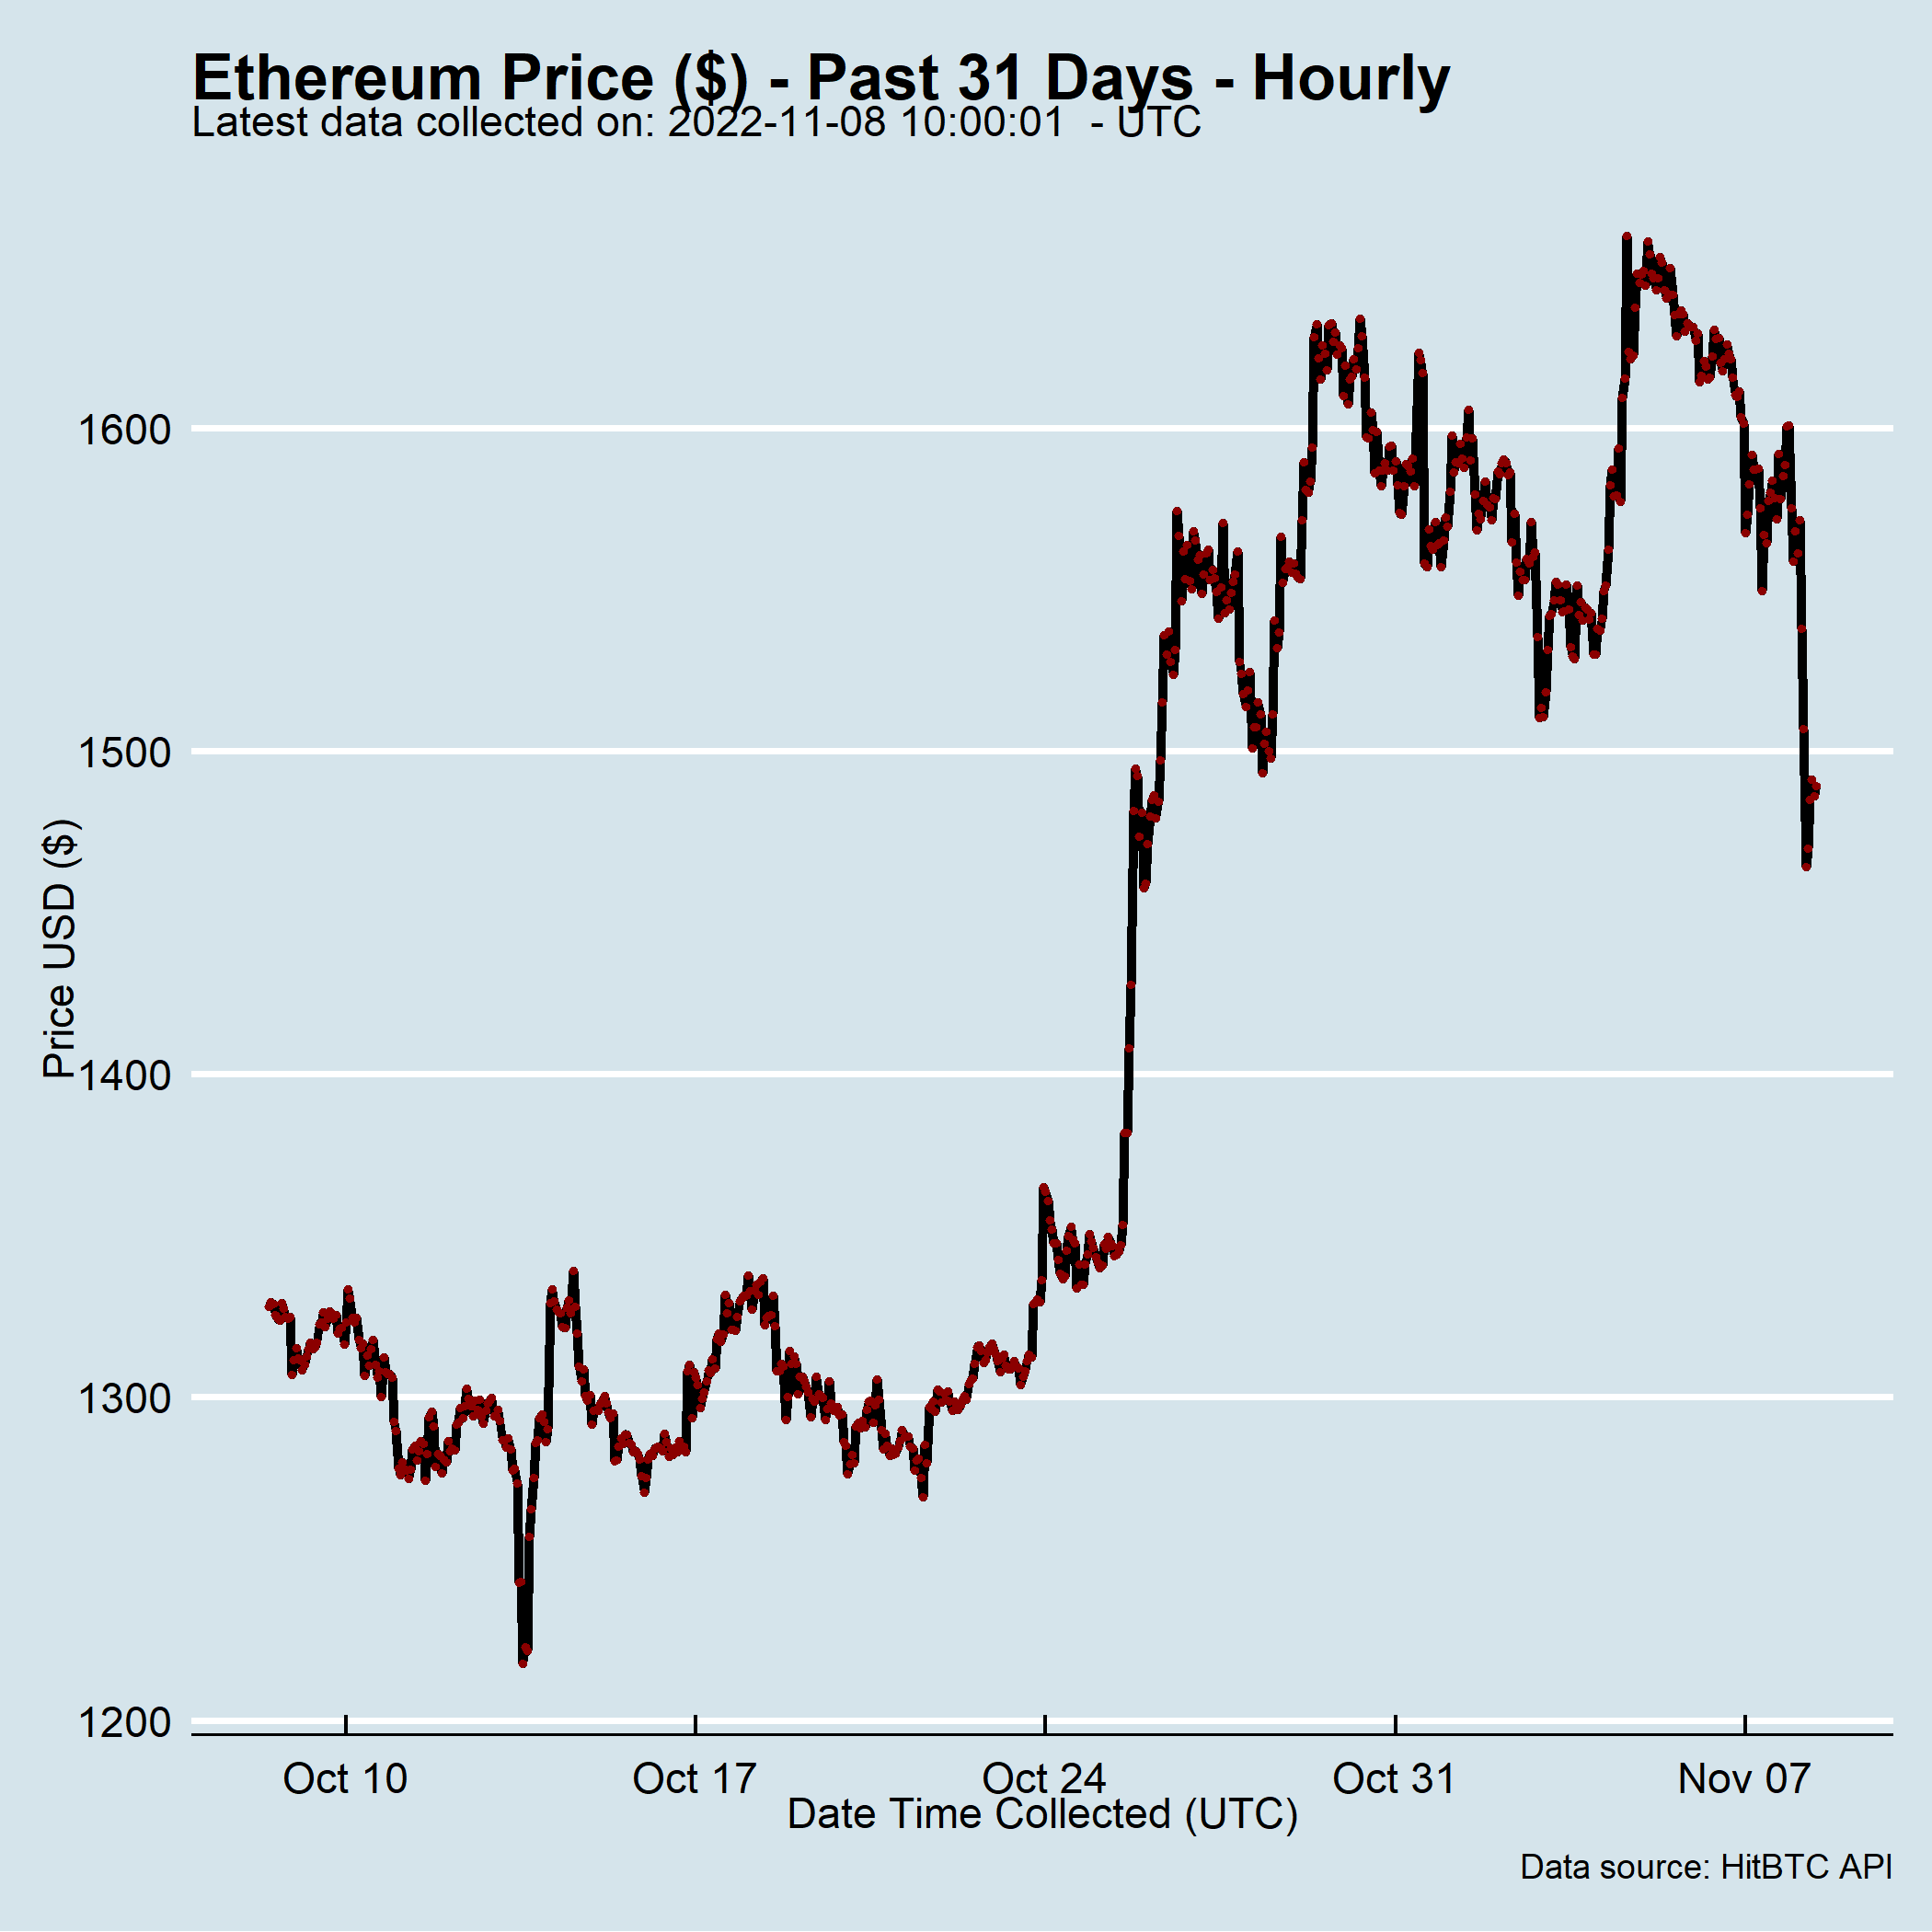 Ethereum Price ($) - Past 31 Days - Hourly
Latest data collected on: 2022-11-08 10:00:01  - UTC
1600
1500
1400
1300
1200
Price USD ($)
Oct 10 Oct 17 Oct 24 Oct 31 Nov 07
Date Time Collected (UTC)
Data source: HitBTC API